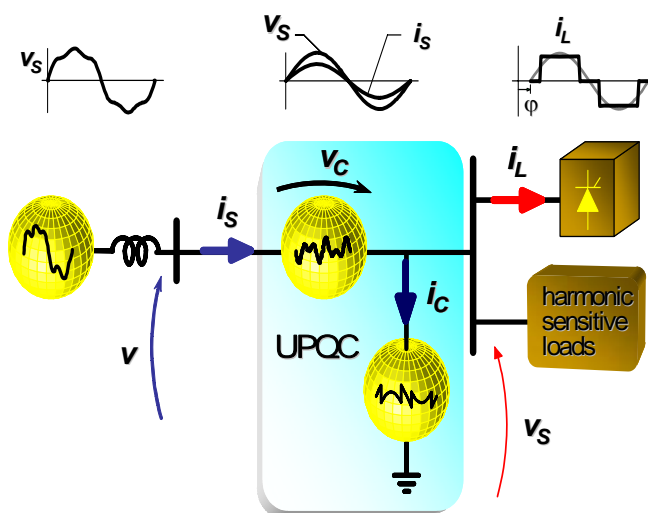 vS
vS
iS
iL
φ
vC
iS
iL
iC
harmonic
sensitive
loads
UPQC
v
vS